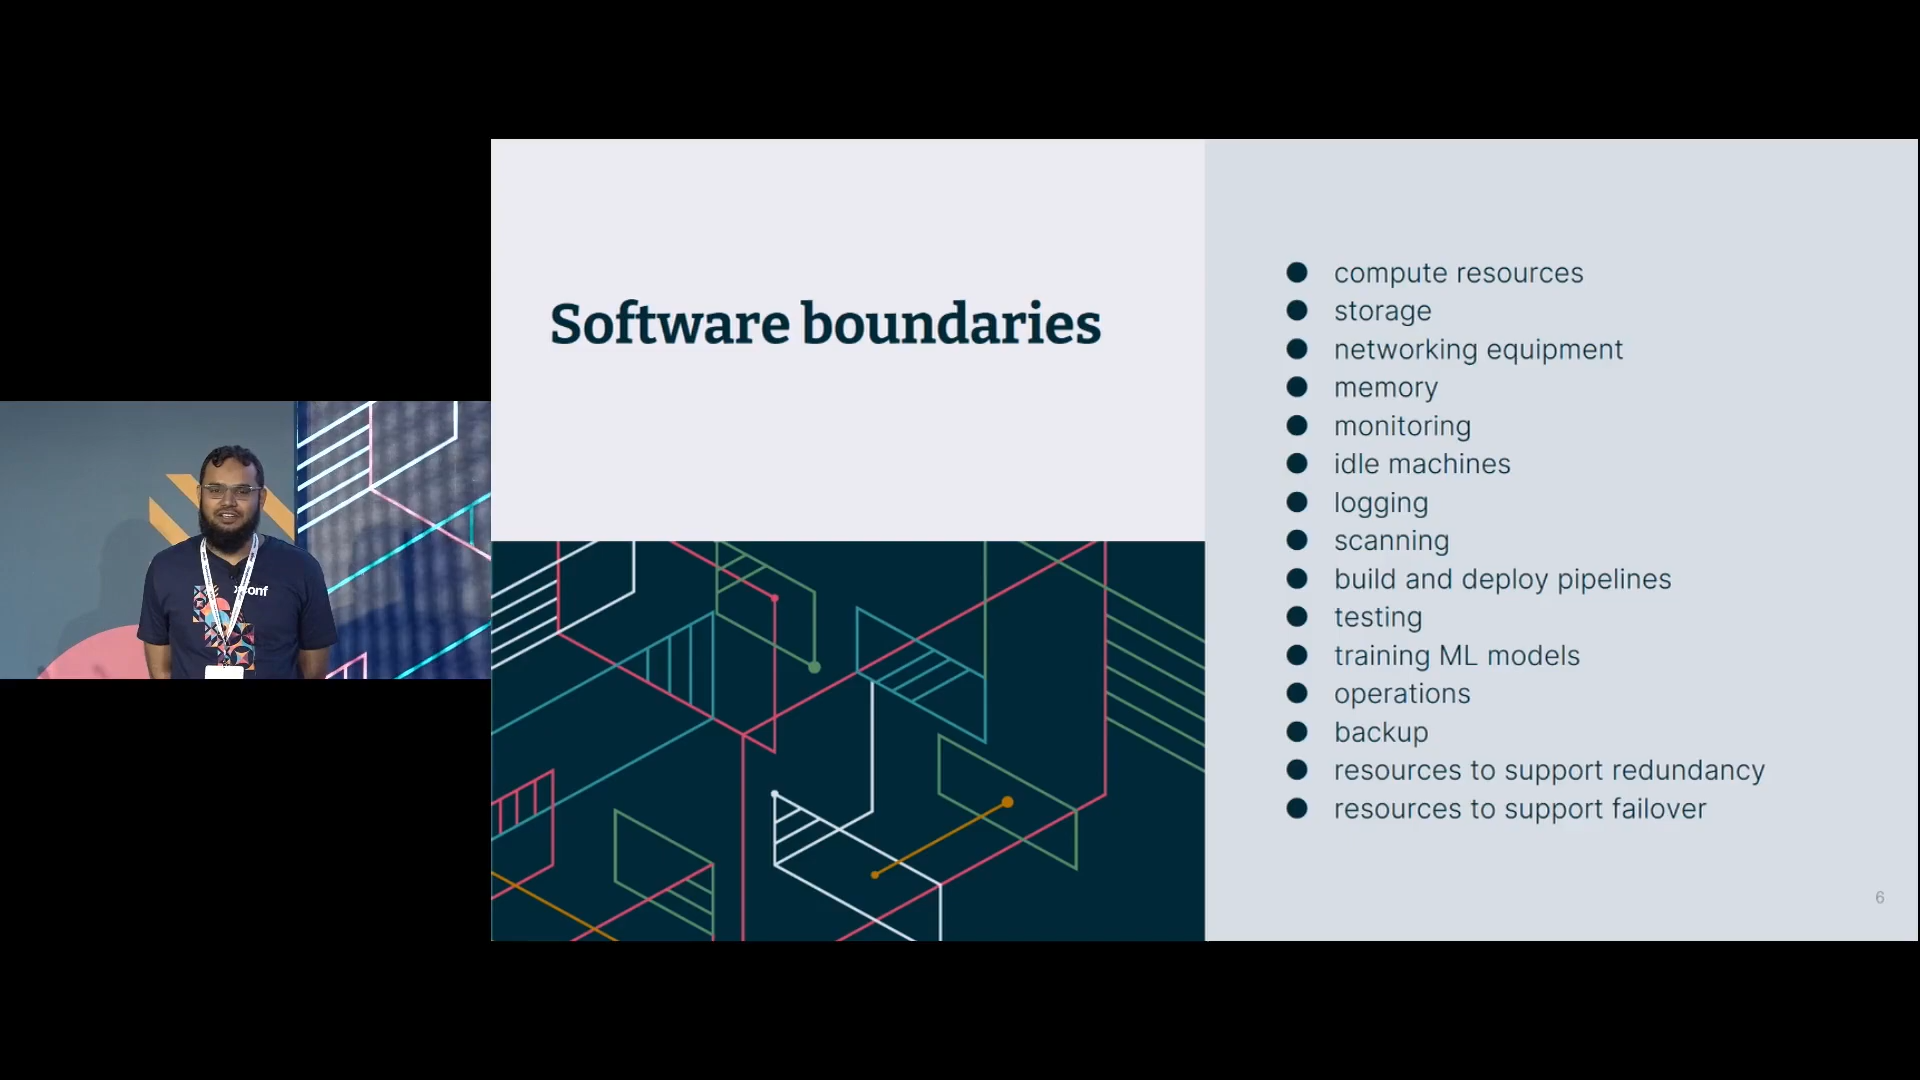 Software boundaries
compute resources
storage
networking equipment
memory
monitoring
idle machines
logging
scanning
build and deploy pipelines
testing
training ML models
operations
backup
resources to support redundancy
resources to support failover
6
xconf